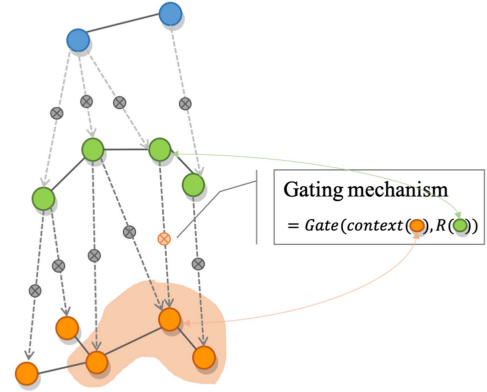 Gating mechanism
= Gate(context( ), R( ))